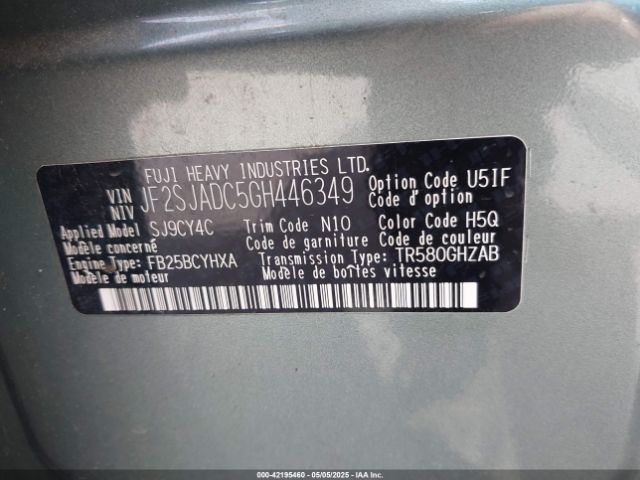 FUJI HEAVY INDUSTRIES LTD.
VIN
NIV JF2SJADC5GH446349 Option Code U5IF
Code d'option
Applied Model SJ9CY4C Trim Code N10 Color Code H5Q
Modèle concerné Code de garniture Code de couleur
Engine Type: FB25BCYHXA Transmission Type: TR580GHZAB
Modèle de moteur Modèle de boîtes vitesse
000-42195460 - 05/05/2025 - IAAI.COM